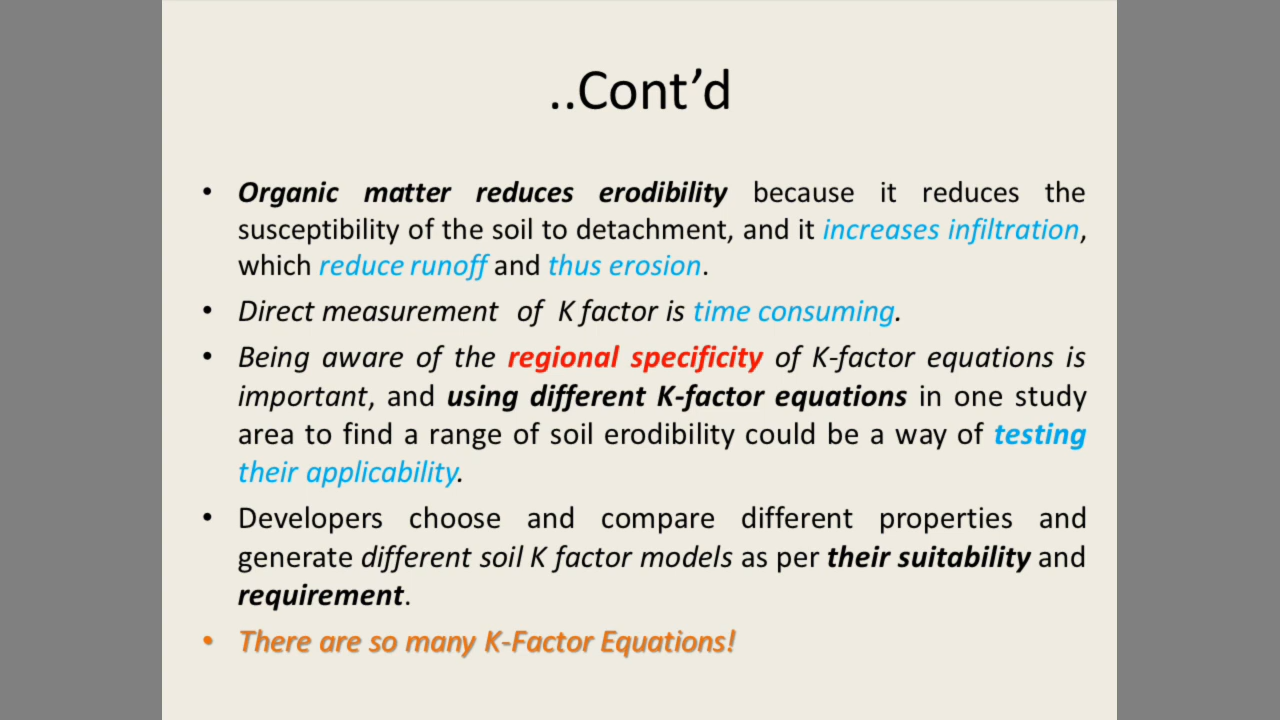 ..Cont’d
• Organic matter reduces erodibility because it reduces the
susceptibility of the soil to detachment, and it increases infiltration,
which reduce runoff and thus erosion.
• Direct measurement of K factor is time consuming.
• Being aware of the regional specificity of K-factor equations is
important, and using different K-factor equations in one study
area to find a range of soil erodibility could be a way of testing
their applicability.
• Developers choose and compare different properties and
generate different soil K factor models as per their suitability and
requirement.
• There are so many K-Factor Equations!